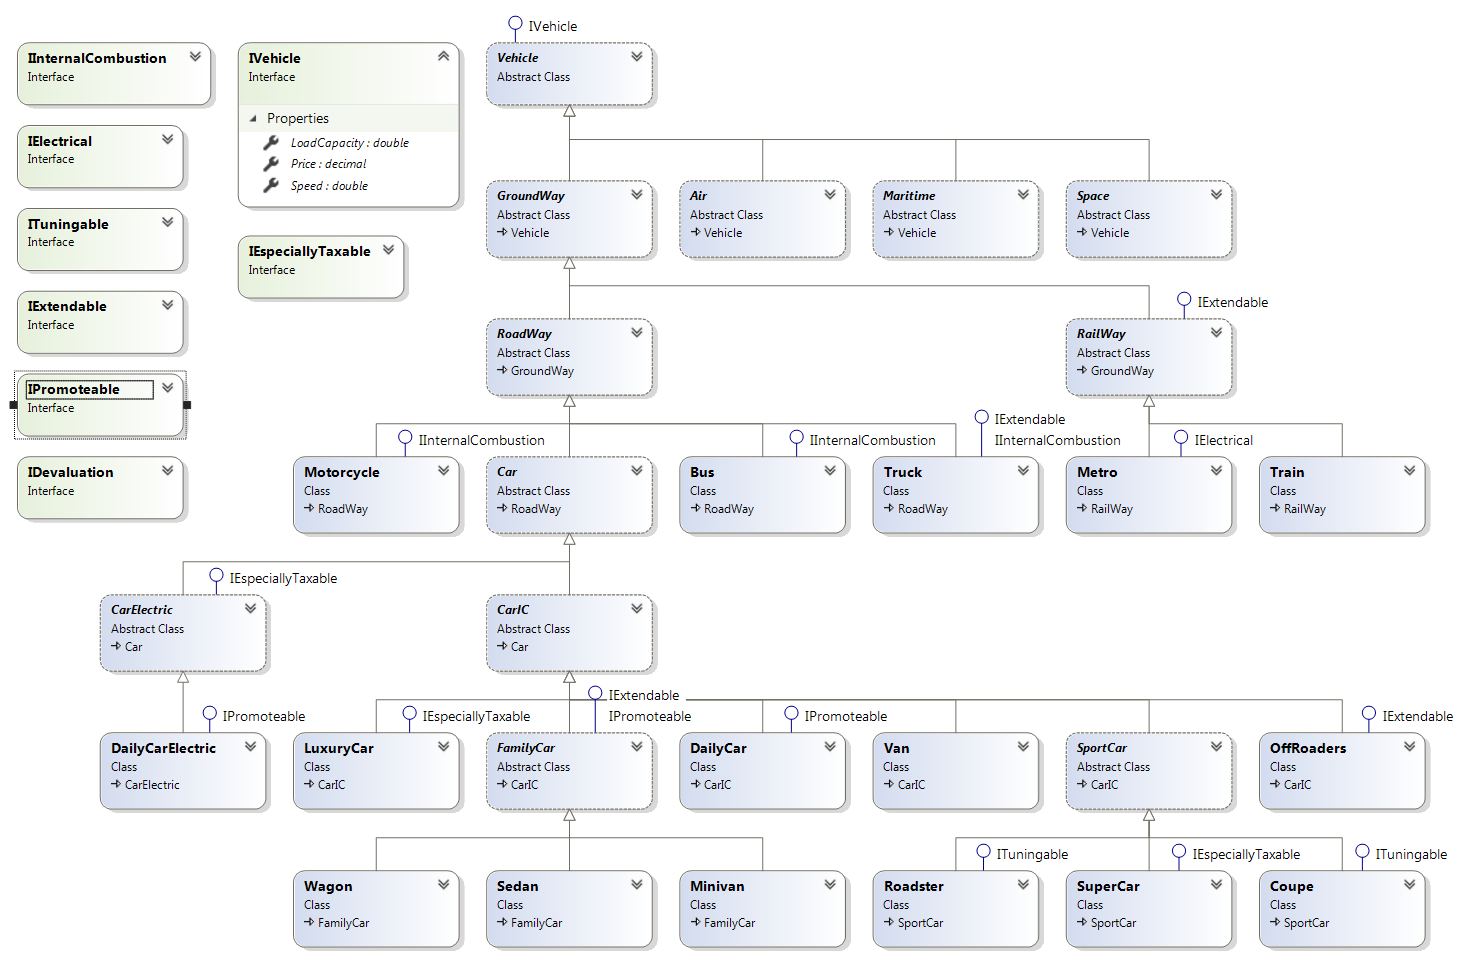 IInternalCombustion
Interface
IElectrical
Interface
ITuningable
Interface
IExtendable
Interface
IPromoteable
Interface
IDevaluation
Interface
IVehicle
Interface
Properties
LoadCapacity : double
Price : decimal
Speed : double
IEspeciallyTaxable
Interface
IVehicle
Vehicle
Abstract Class
GroundWay
Abstract Class
Vehicle
Air
Abstract Class
Vehicle
Maritime
Abstract Class
Vehicle
Space
Abstract Class
Vehicle
RoadWay
Abstract Class
GroundWay
IExtendable
RailWay
Abstract Class
GroundWay
IInternalCombustion
Motorcycle
Class
RoadWay
Car
Abstract Class
RoadWay
IInternalCombustion
Bus
Class
RoadWay
IExtendable
IInternalCombustion
Truck
Class
RoadWay
IElectrical
Metro
Class
RailWay
Train
Class
RailWay
IEspeciallyTaxable
CarElectric
Abstract Class
Car
CarIC
Abstract Class
Car
IPromoteable
DailyCarElectric
Class
CarElectric
IEspeciallyTaxable
LuxuryCar
Class
CarIC
IExtendable
IPromoteable
FamilyCar
Abstract Class
CarIC
IPromoteable
DailyCar
Class
CarIC
Van
Class
CarIC
SportCar
Abstract Class
CarIC
IExtendable
OffRoaders
Class
CarIC
Wagon
Class
FamilyCar
Sedan
Class
FamilyCar
Minivan
Class
FamilyCar
ITuningable
Roadster
Class
SportCar
IEspeciallyTaxable
SuperCar
Class
SportCar
ITuningable
Coupe
Class
SportCar